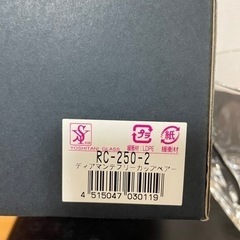 YOSHITANI GLASS
プラ
緩衝材：LDPE
紙
緩衝材
RC-250-2
ディアマンテフリーカップペアー
4 515047 030119